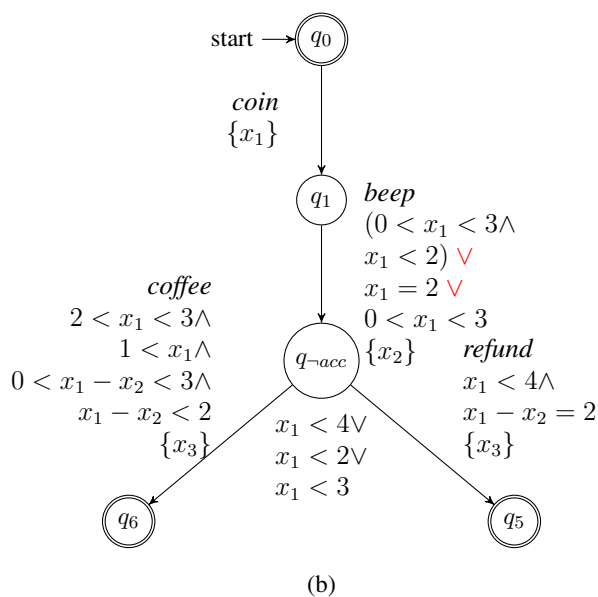 start
q₀
coin
{x₁}
q₁
beep
(0 < x₁ < 3∧
x₁ < 2) ∨
x₁ = 2 ∨
0 < x₁ < 3
{x₂}
coffee
2 < x₁ < 3∧
1 < x₁∧
0 < x₁ − x₂ < 3∧
x₁ − x₂ < 2
{x₃}
q¬acc
refund
x₁ < 4∧
x₁ − x₂ = 2
{x₃}
x₁ < 4∨
x₁ < 2∨
x₁ < 3
q₆
q₅
(b)